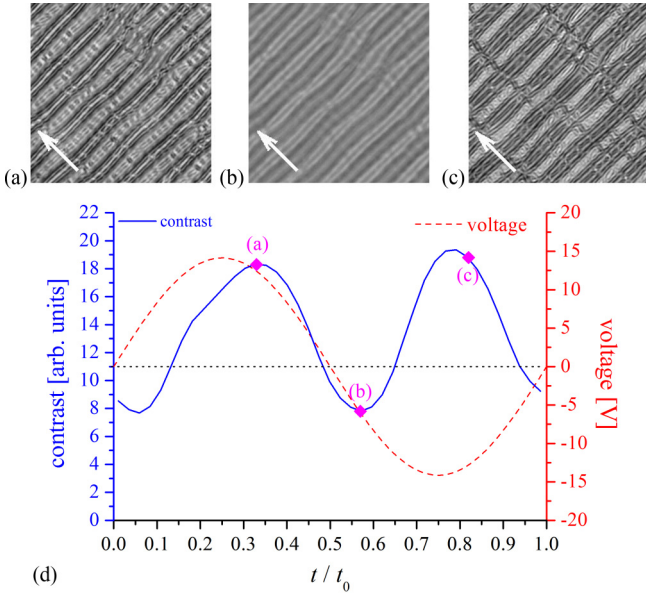 (a)
(b)
(c)
22
20
18
16
14
12
11
10
8
6
4
2
0
contrast [arb. units]
contrast
voltage
(a)
(b)
(c)
20
15
10
5
0
-5
-10
-15
-20
voltage [V]
0.0 0.1 0.2 0.3 0.4 0.5 0.6 0.7 0.8 0.9 1.0
t / t0
(d)